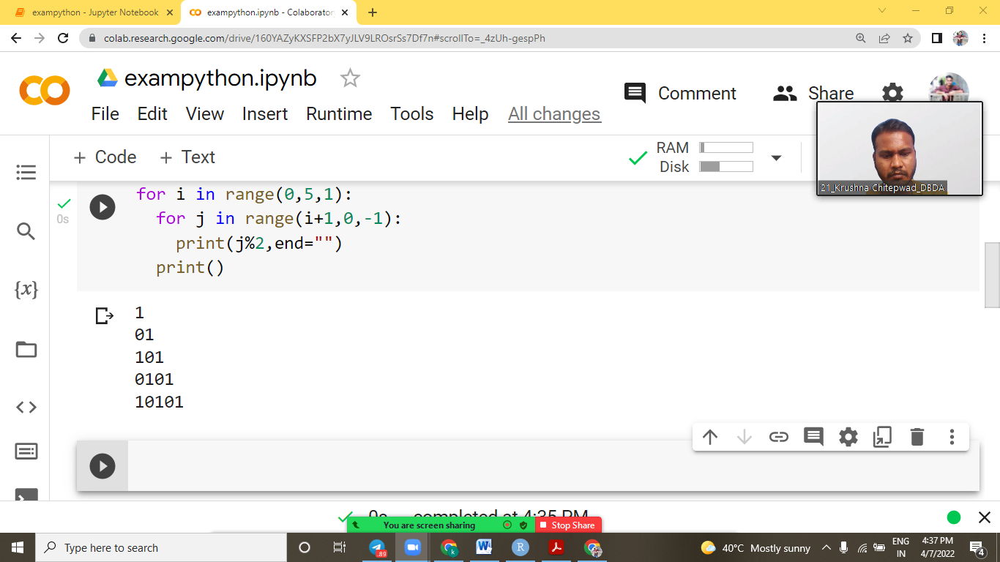 exampython - Jupyter Notebook
exampython.ipynb - Colaboratory
colab.research.google.com/drive/160YAZyKXSFP2bX7yJLV9LROsrSs7Df7n#scrollTo=_4zUh-gespPh
exampython.ipynb
Comment
Share
File Edit View Insert Runtime Tools Help All changes
+ Code + Text
RAM
Disk
21_Krushna Chitepwad_DBDA
for i in range(0,5,1):
  for j in range(i+1,0,-1):
    print(j%2,end="")
  print()
0s
{x}
1
01
101
0101
10101
0s completed at 4:35 PM
You are screen sharing
Stop Share
Type here to search
.89
40°C Mostly sunny
ENG
IN
4:37 PM
4/7/2022
4